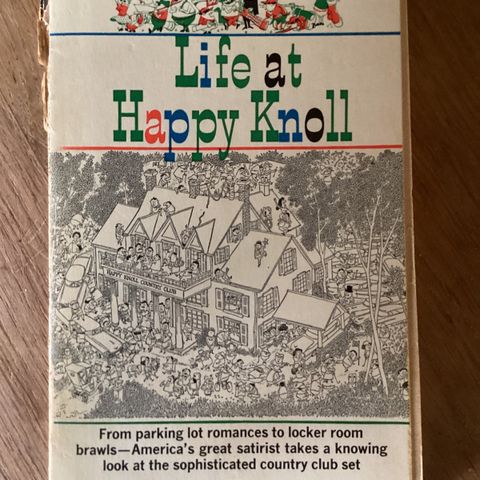 Life at
Happy Knoll
HAPPY KNOLL COUNTRY CLUB
From parking lot romances to locker room
brawls—America's great satirist takes a knowing
look at the sophisticated country club set